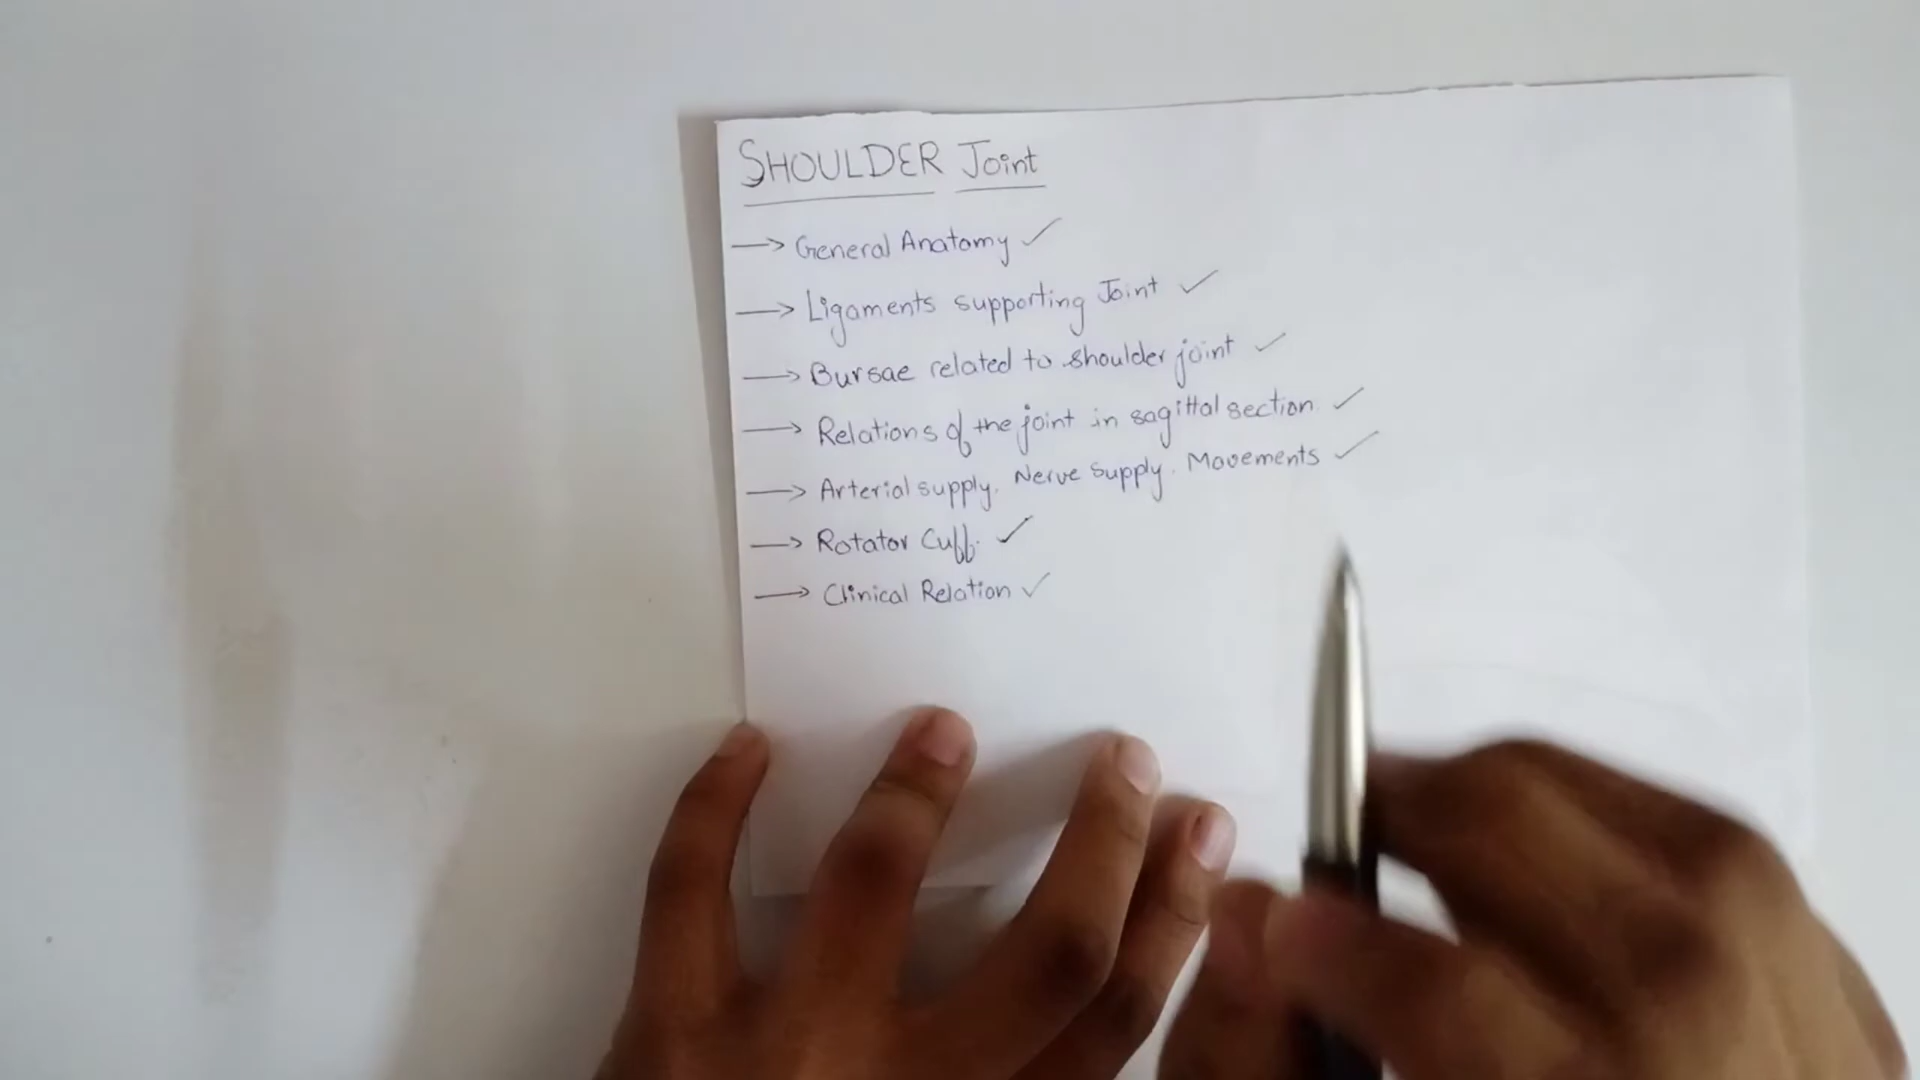 SHOULDER Joint
→ General Anatomy ✓
→ Ligaments supporting Joint ✓
→ Bursae related to shoulder joint ✓
→ Relations of the joint in sagittal section ✓
→ Arterial supply, Nerve supply, Movements ✓
→ Rotator Cuff. ✓
→ Clinical Relation ✓